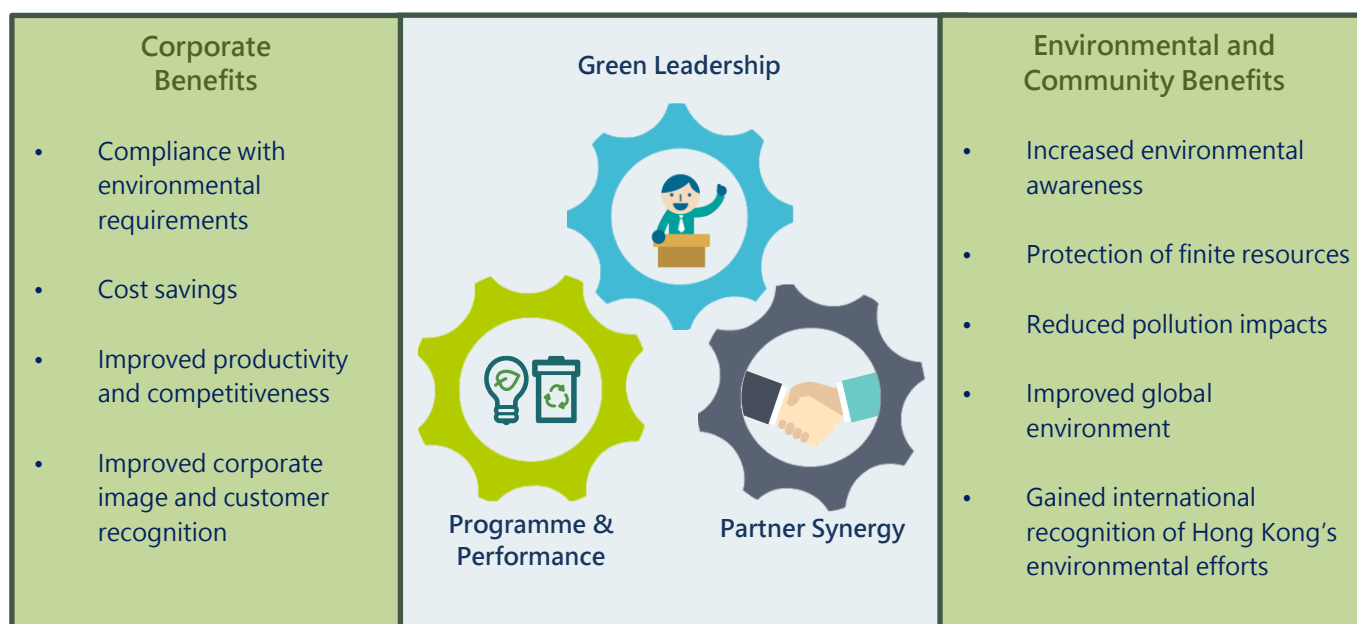 Corporate
Benefits
• Compliance with
environmental
requirements
• Cost savings
• Improved productivity
and competitiveness
• Improved corporate
image and customer
recognition
Green Leadership
Programme &
Performance
Partner Synergy
Environmental and
Community Benefits
• Increased environmental
awareness
• Protection of finite resources
• Reduced pollution impacts
• Improved global
environment
• Gained international
recognition of Hong Kong’s
environmental efforts